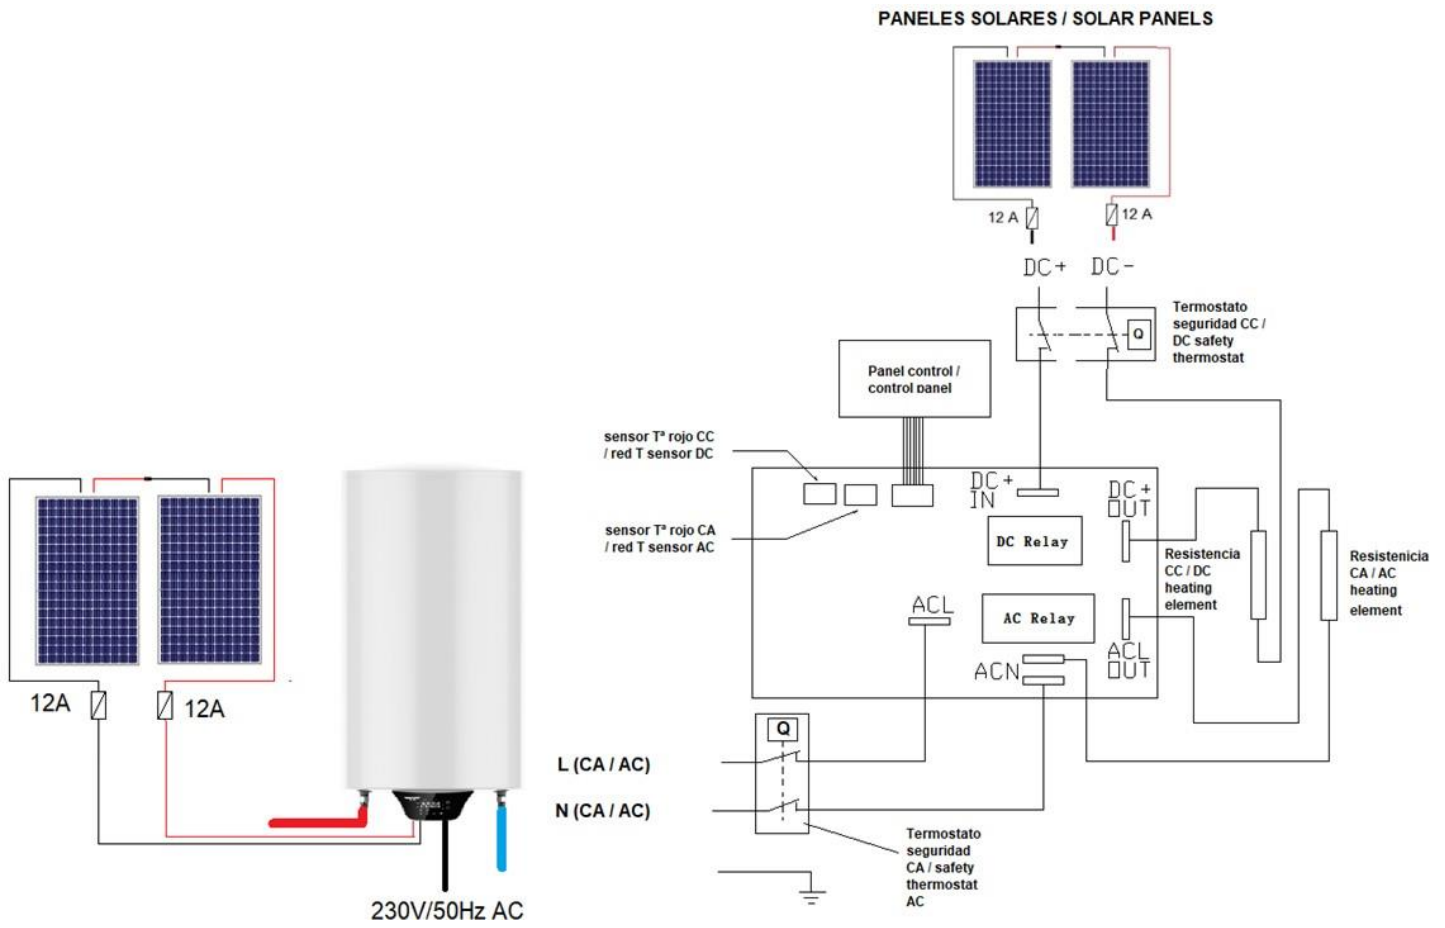 PANELES SOLARES / SOLAR PANELS
12 A
12 A
DC+
DC-
Termostato
seguridad CC /
DC safety
thermostat
Q
Panel control /
control panel
sensor Tª rojo CC
/ red T sensor DC
sensor Tª rojo CA
/ red T sensor AC
DC+
IN
DC+
OUT
DC Relay
AC Relay
ACL
ACN
ACL
OUT
Resistencia
CC / DC
heating
element
Resistenicia
CA / AC
heating
element
12A
12A
230V/50Hz AC
Q
L (CA / AC)
N (CA / AC)
Termostato
seguridad
CA / safety
thermostat
AC